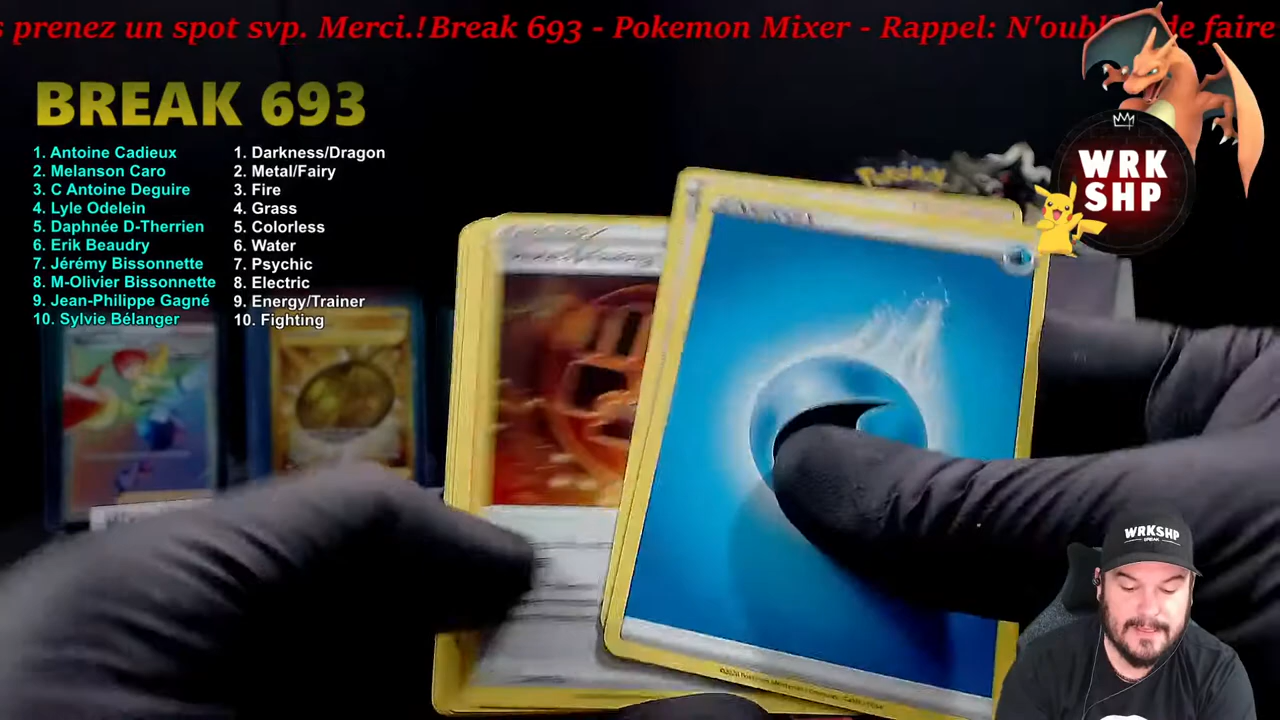 s prenez un spot svp. Merci.!Break 693 - Pokemon Mixer - Rappel: N'oub le faire
BREAK 693
1. Antoine Cadieux
2. Melanson Caro
3. C Antoine Deguire
4. Lyle Odelein
5. Daphnée D-Therrien
6. Erik Beaudry
7. Jérémy Bissonnette
8. M-Olivier Bissonnette
9. Jean-Philippe Gagné
10. Sylvie Bélanger
1. Darkness/Dragon
2. Metal/Fairy
3. Fire
4. Grass
5. Colorless
6. Water
7. Psychic
8. Electric
9. Energy/Trainer
10. Fighting
WRK
SHP
WRKSHP
BREAK